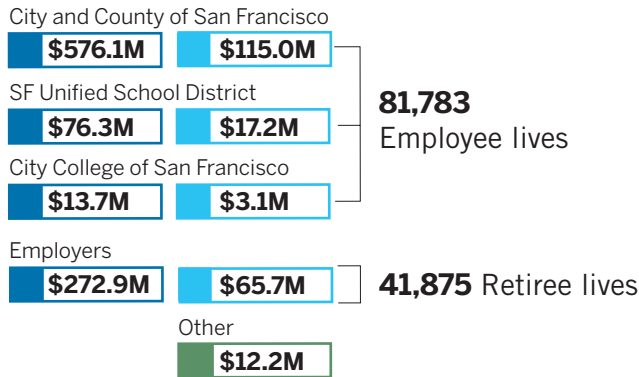 City and County of San Francisco
$576.1M $115.0M
SF Unified School District
$76.3M $17.2M
City College of San Francisco
$13.7M $3.1M
81,783
Employee lives
Employers
$272.9M $65.7M
41,875 Retiree lives
Other
$12.2M